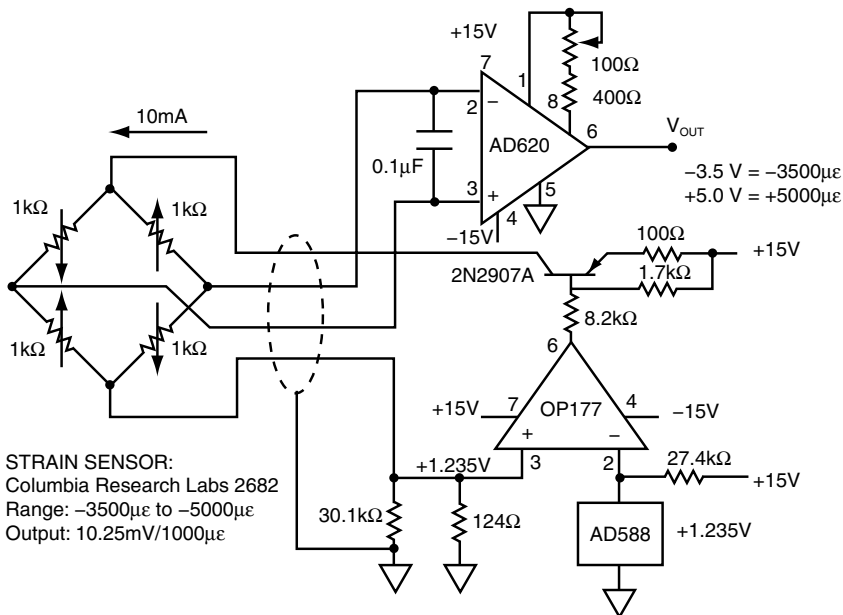 +15V
100Ω
400Ω
7
1
8
2
−
10mA
AD620
6
V_OUT
0.1μF
3
+
5
4
−15V
−3.5 V = −3500με
+5.0 V = +5000με
1kΩ
1kΩ
100Ω
+15V
2N2907A
1.7kΩ
8.2kΩ
1kΩ
1kΩ
6
+15V
7
OP177
4
−15V
+
−
3
2
27.4kΩ
+15V
+1.235V
STRAIN SENSOR:
Columbia Research Labs 2682
Range: −3500με to −5000με
Output: 10.25mV/1000με
30.1kΩ
124Ω
AD588
+1.235V